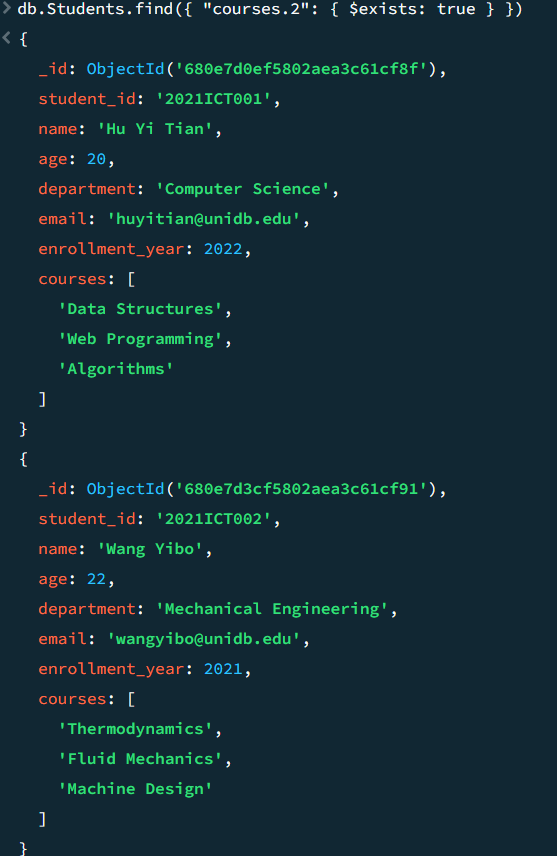 db.Students.find({ "courses.2": { $exists: true } })
{
_id: ObjectId('680e7d0ef5802aea3c61cf8f'),
student_id: '2021ICT001',
name: 'Hu Yi Tian',
age: 20,
department: 'Computer Science',
email: 'huyitian@unidb.edu',
enrollment_year: 2022,
courses: [
'Data Structures',
'Web Programming',
'Algorithms'
]
}
{
_id: ObjectId('680e7d3cf5802aea3c61cf91'),
student_id: '2021ICT002',
name: 'Wang Yibo',
age: 22,
department: 'Mechanical Engineering',
email: 'wangyibo@unidb.edu',
enrollment_year: 2021,
courses: [
'Thermodynamics',
'Fluid Mechanics',
'Machine Design'
]
}